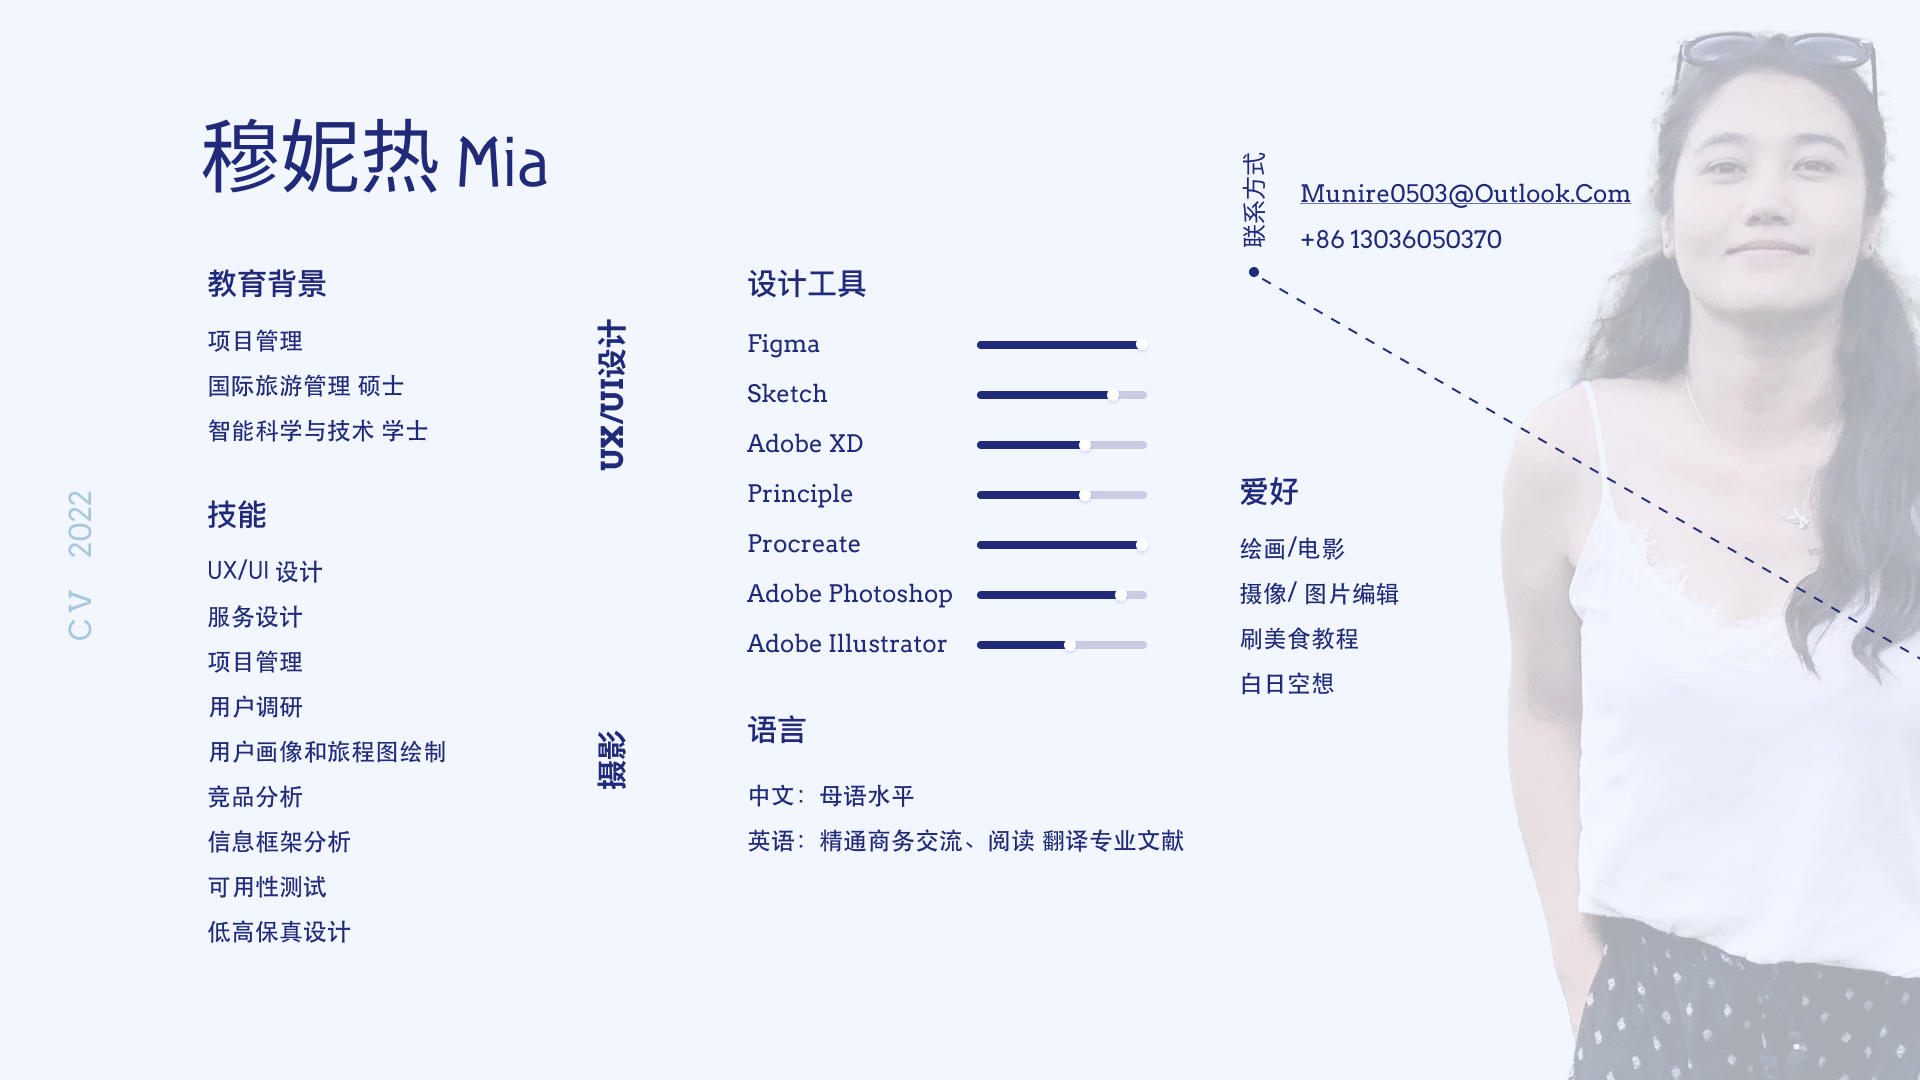 穆妮热 Mia
教育背景
项目管理
国际旅游管理 硕士
智能科学与技术 学士
技能
UX/UI 设计
服务设计
项目管理
用户调研
用户画像和旅程图绘制
竞品分析
信息框架分析
可用性测试
低高保真设计
CV 2022
UX/UI设计
摄影
设计工具
Figma
Sketch
Adobe XD
Principle
Procreate
Adobe Photoshop
Adobe Illustrator
语言
中文：母语水平
英语：精通商务交流、阅读 翻译专业文献
联系方式
Munire0503@Outlook.Com
+86 13036050370
爱好
绘画/电影
摄像/ 图片编辑
刷美食教程
白日空想